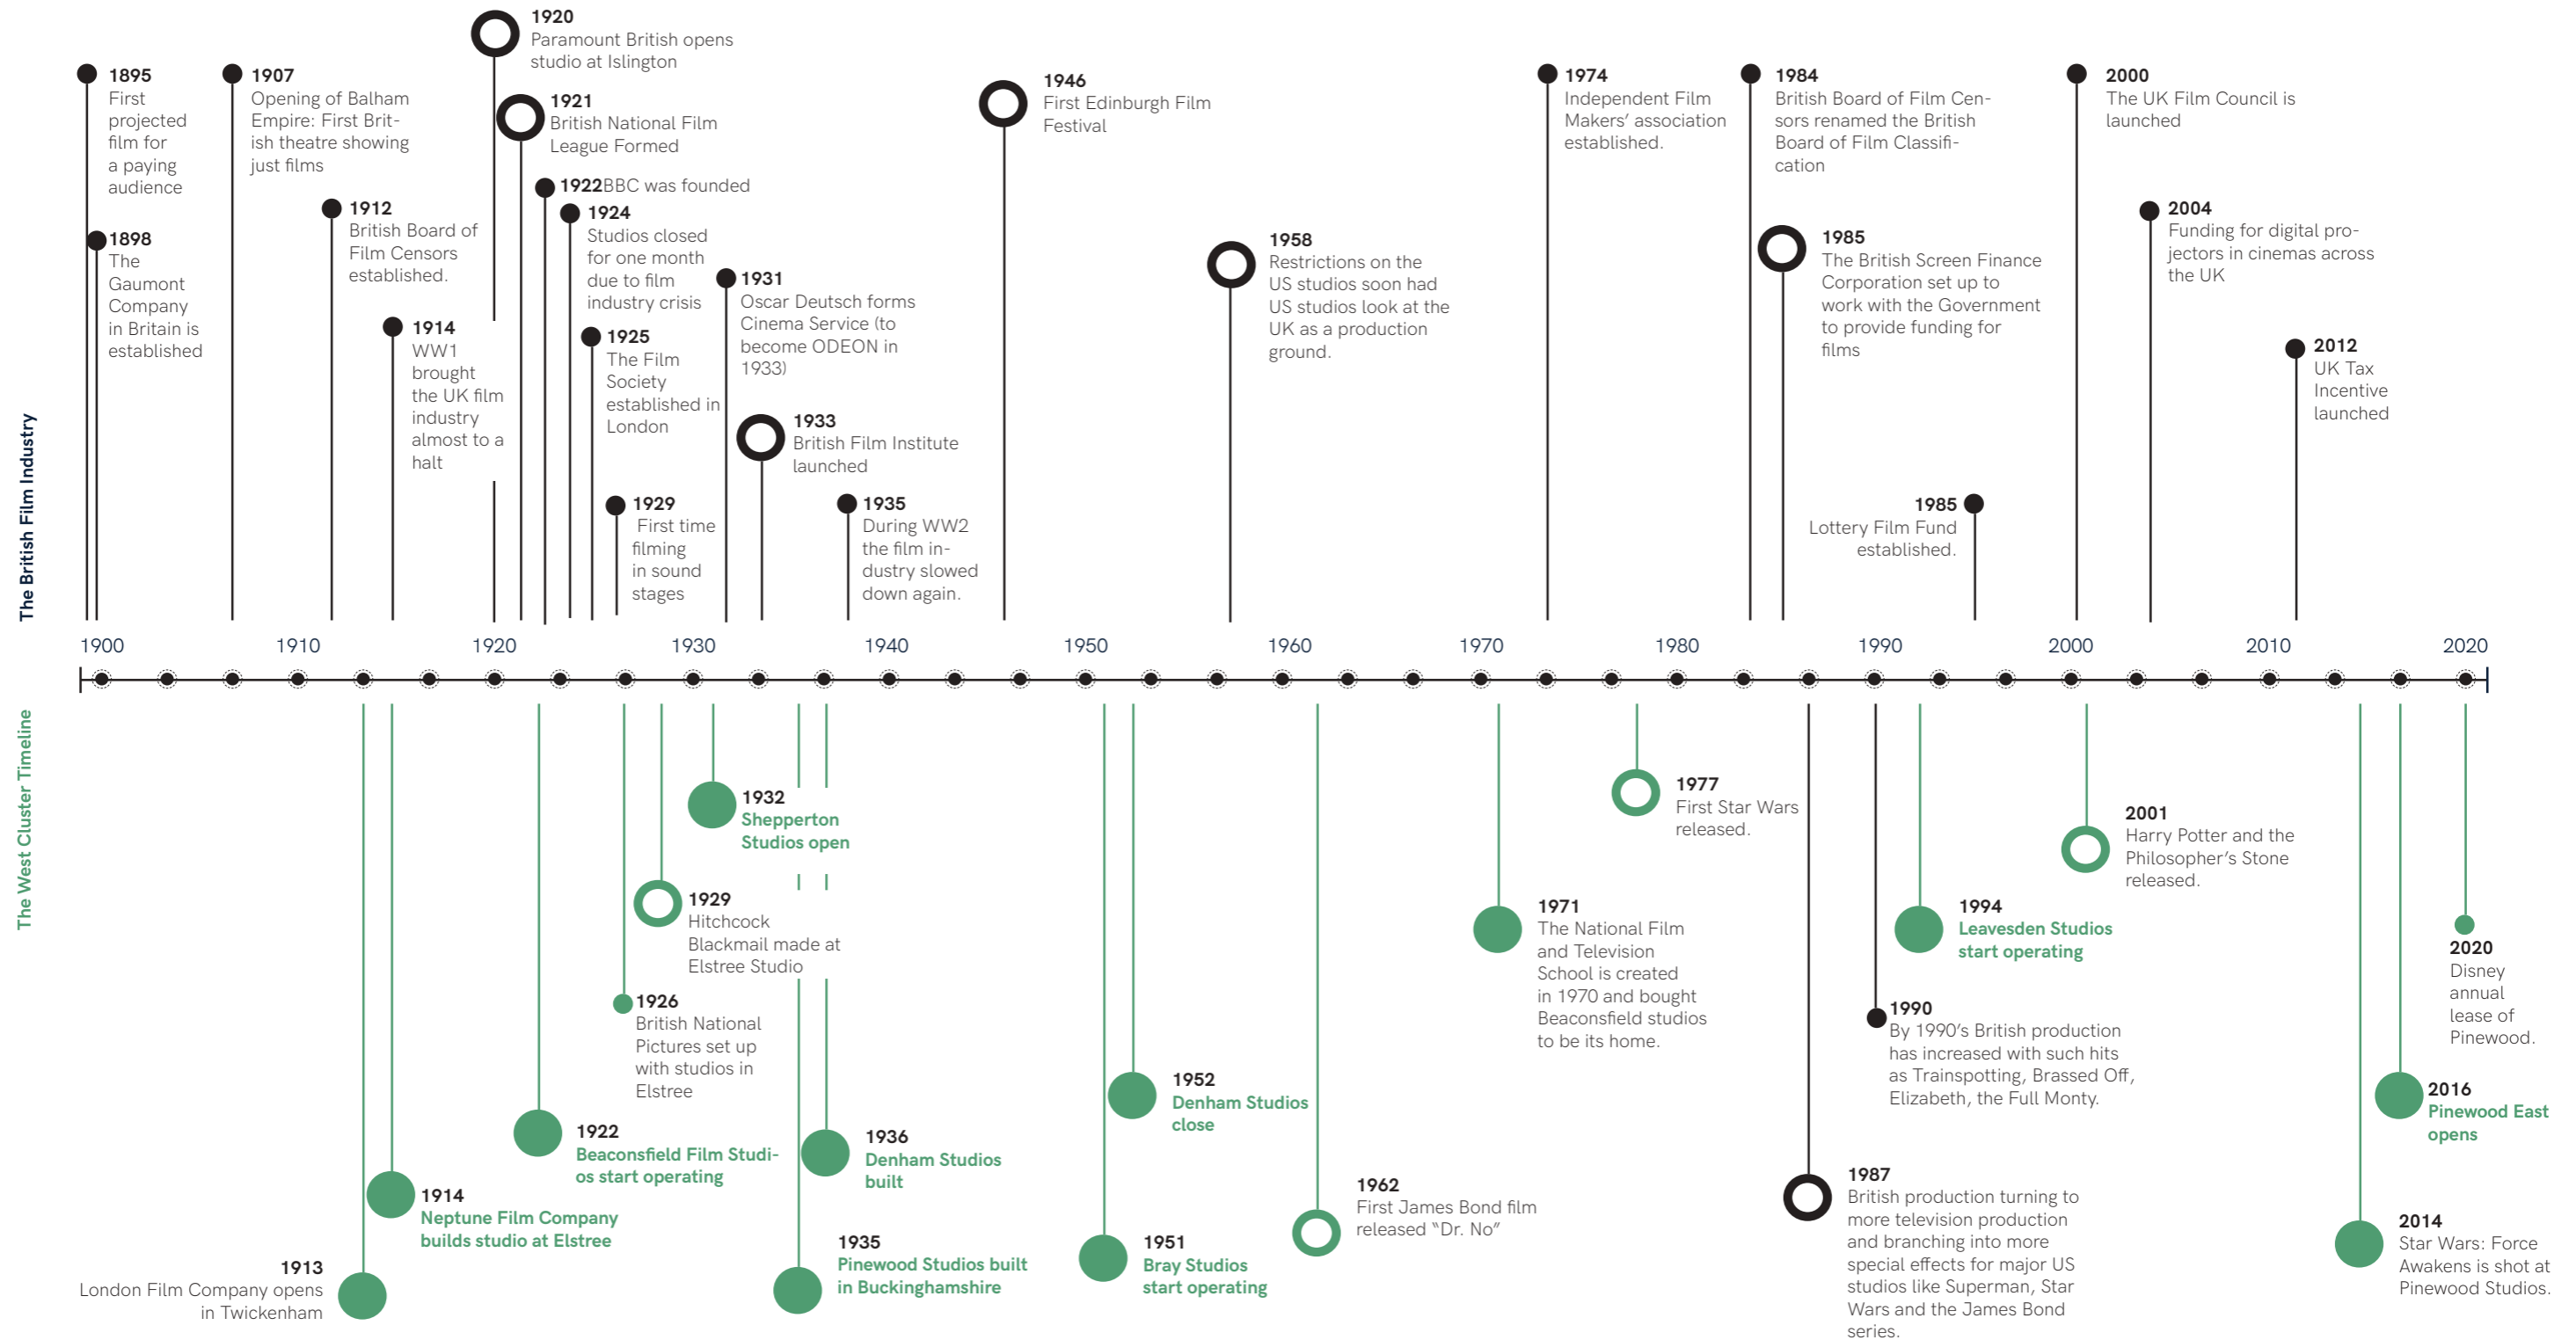 1920
Paramount British opens
studio at Islington
1895
First
projected
film for
a paying
audience
1907
Opening of Balham
Empire: First Brit-
ish theatre showing
just films
1921
British National Film
League Formed
1946
First Edinburgh Film
Festival
1974
Independent Film
Makers’ association
established.
1984
British Board of Film Cen-
sors renamed the British
Board of Film Classifi-
cation
2000
The UK Film Council is
launched
1898
The
Gaumont
Company
in Britain is
established
1912
British Board of
Film Censors
established.
1922BBC was founded
1924
Studios closed
for one month
due to film
industry crisis
1914
WW1
brought
the UK film
industry
almost to a
halt
1925
The Film
Society
established in
London
1931
Oscar Deutsch forms
Cinema Service (to
become ODEON in
1933)
1933
British Film Institute
launched
1929
First time
filming
in sound
stages
1935
During WW2
the film in-
dustry slowed
down again.
1958
Restrictions on the
US studios soon had
US studios look at the
UK as a production
ground.
1985
The British Screen Finance
Corporation set up to
work with the Government
to provide funding for
films
2004
Funding for digital pro-
jectors in cinemas across
the UK
2012
UK Tax
Incentive
launched
1985
Lottery Film Fund
established.
The British Film Industry
1900 1910 1920 1930 1940 1950 1960 1970 1980 1990 2000 2010 2020
The West Cluster Timeline
1932
Shepperton
Studios open
1929
Hitchcock
Blackmail made at
Elstree Studio
1926
British National
Pictures set up
with studios in
Elstree
1922
Beaconsfield Film Studi-
os start operating
1914
Neptune Film Company
builds studio at Elstree
1913
London Film Company opens
in Twickenham
1936
Denham Studios
built
1935
Pinewood Studios built
in Buckinghamshire
1952
Denham Studios
close
1951
Bray Studios
start operating
1962
First James Bond film
released “Dr. No”
1977
First Star Wars
released.
1971
The National Film
and Television
School is created
in 1970 and bought
Beaconsfield studios
to be its home.
1994
Leavesden Studios
start operating
1990
By 1990’s British production
has increased with such hits
as Trainspotting, Brassed Off,
Elizabeth, the Full Monty.
1987
British production turning to
more television production
and branching into more
special effects for major US
studios like Superman, Star
Wars and the James Bond
series.
2001
Harry Potter and the
Philosopher’s Stone
released.
2020
Disney
annual
lease of
Pinewood.
2016
Pinewood East
opens
2014
Star Wars: Force
Awakens is shot at
Pinewood Studios.